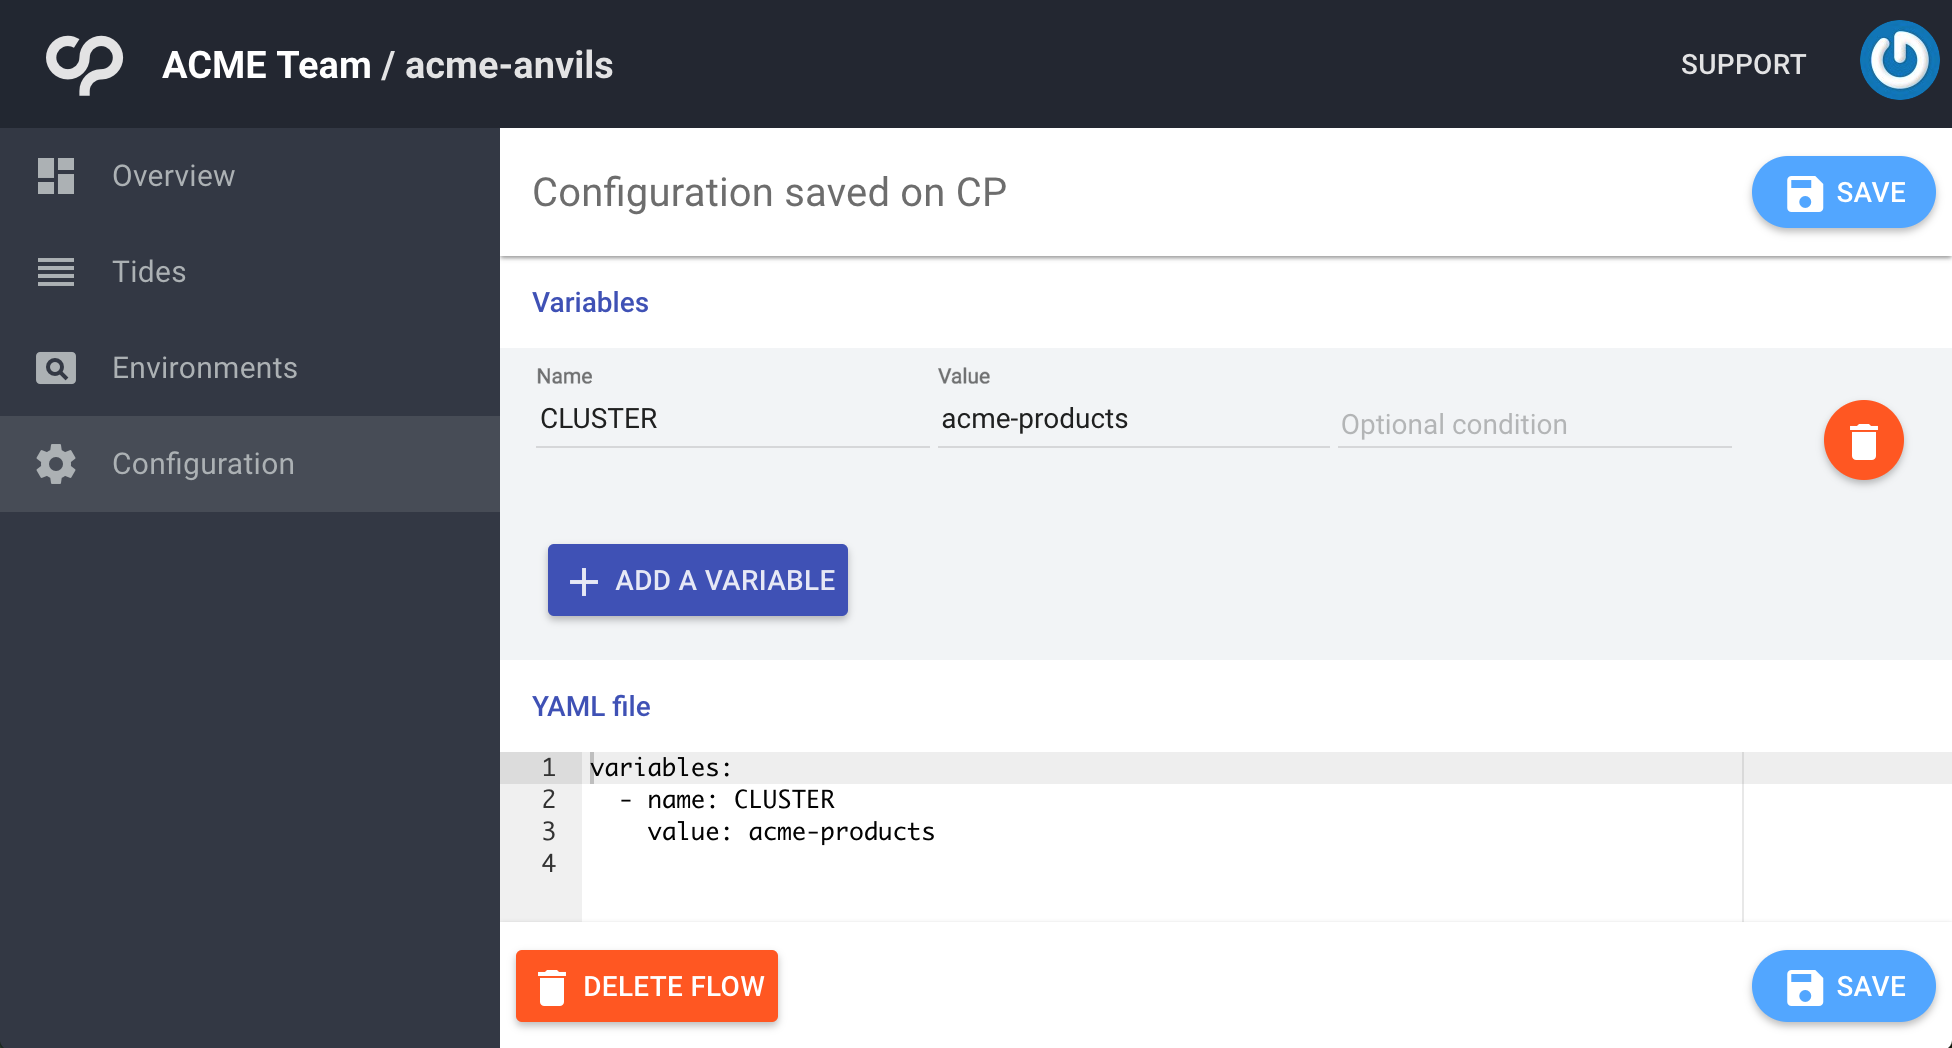 ACME Team / acme-anvils
SUPPORT
Overview
Tides
Environments
Configuration
Configuration saved on CP
SAVE
Variables
Name
Value
CLUSTER
acme-products
Optional condition
ADD A VARIABLE
YAML file
1 variables:
2   - name: CLUSTER
3     value: acme-products
4
DELETE FLOW
SAVE